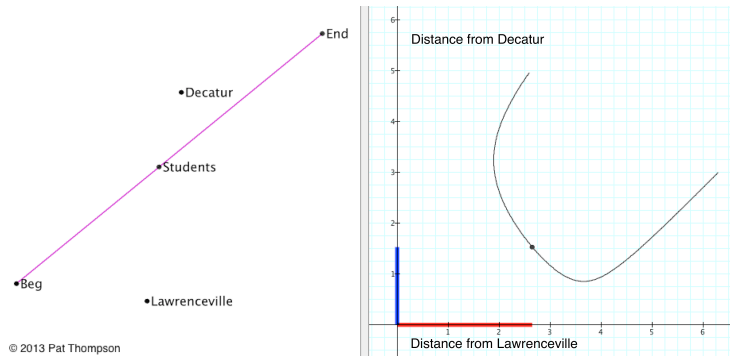 End
Decatur
Students
Beg
Lawrenceville
© 2013 Pat Thompson
6
Distance from Decatur
5
4
3
2
1
1 2 3 4 5 6
Distance from Lawrenceville